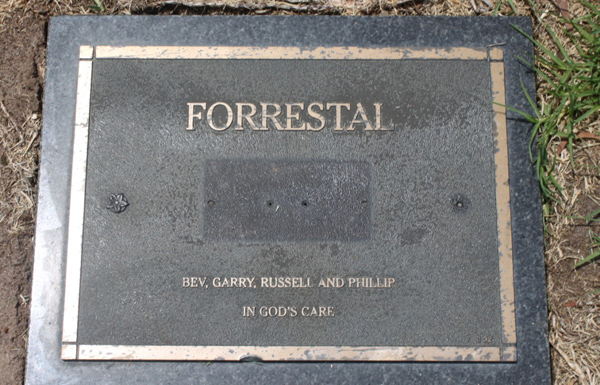 FORRESTAL
BEV, GARRY, RUSSELL AND PHILLIP
IN GOD'S CARE